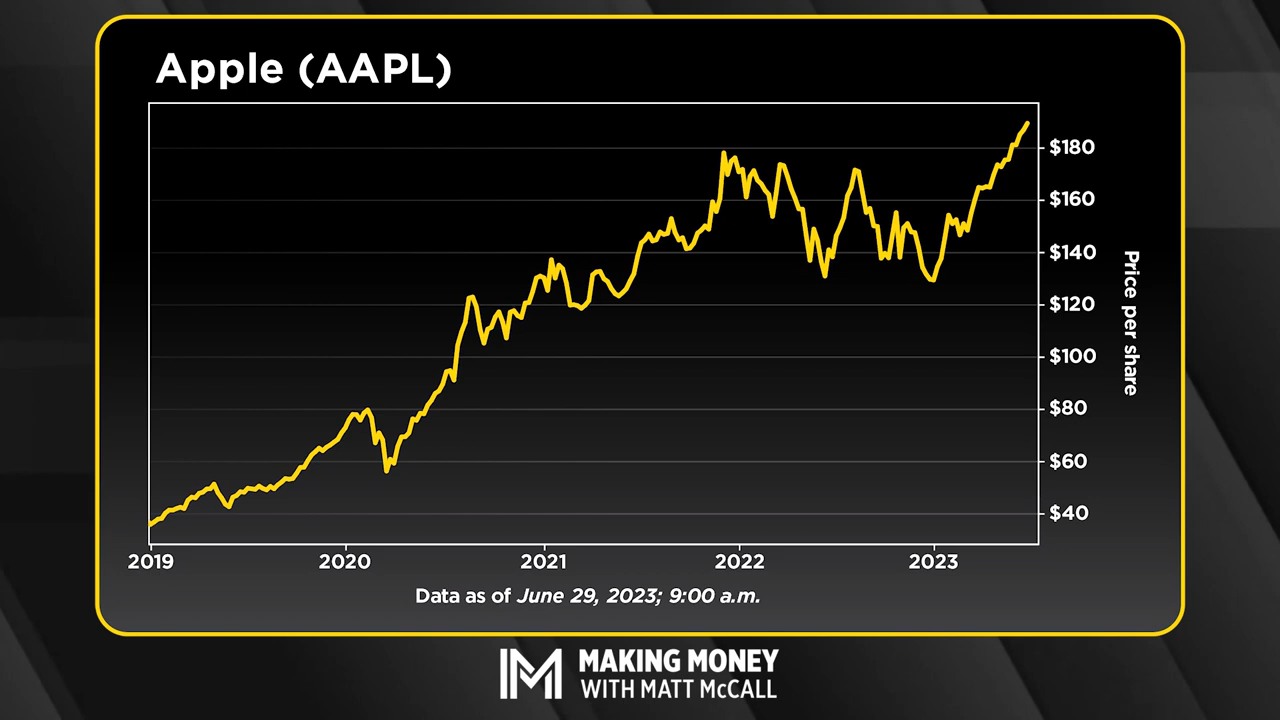 Apple (AAPL)
$180
$160
$140
$120
$100
$80
$60
$40
Price per share
2019 2020 2021 2022 2023
Data as of June 29, 2023; 9:00 a.m.
MAKING MONEY
WITH MATT McCALL